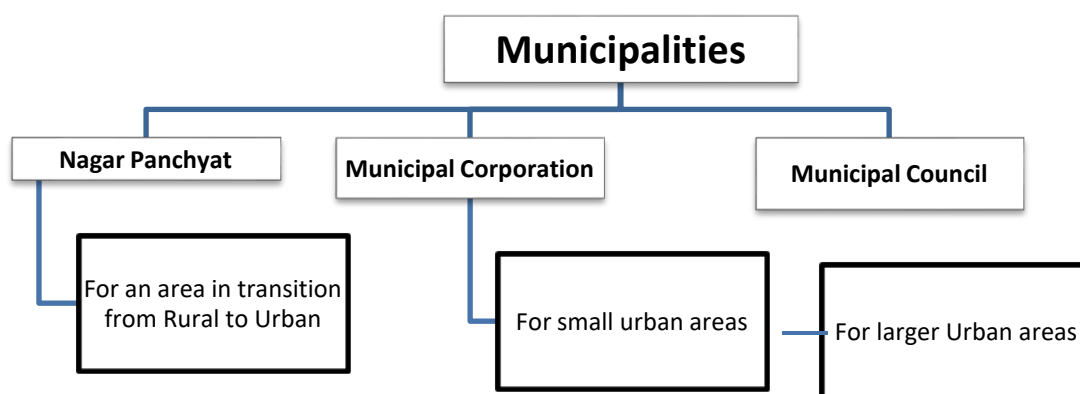 Municipalities
Nagar Panchyat
Municipal Corporation
Municipal Council
For an area in transition
from Rural to Urban
For small urban areas
For larger Urban areas